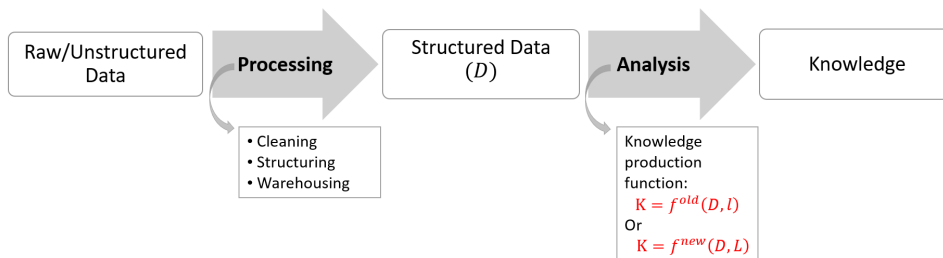 Raw/Unstructured
Data
Processing
Structured Data
(D)
Analysis
Knowledge
• Cleaning
• Structuring
• Warehousing
Knowledge
production
function:
K = f^{old}(D, l)
Or
K = f^{new}(D, L)